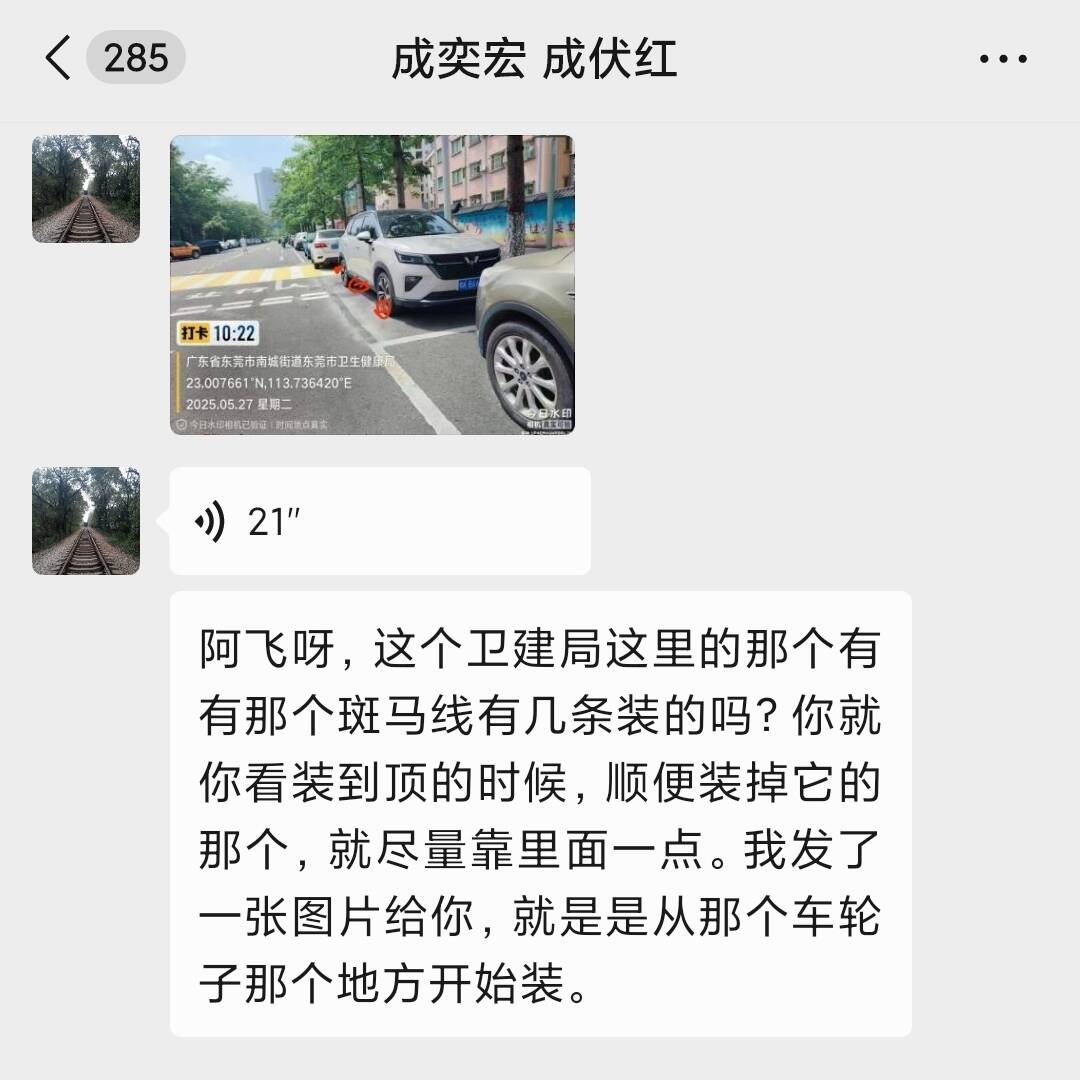 285
成奕宏 成伏红
打卡 10:22
广东省东莞市南城街道东莞市卫生健康局
23.007661°N,113.736420°E
2025.05.27 星期二
今日水印相机已验证 | 时间地点真实
今日水印
21"
阿飞呀，这个卫建局这里的那个有
有那个斑马线有几条装的吗？你就
你看装到顶的时候，顺便装掉它的
那个，就尽量靠里面一点。我发了
一张图片给你，就是是从那个车轮
子那个地方开始装。